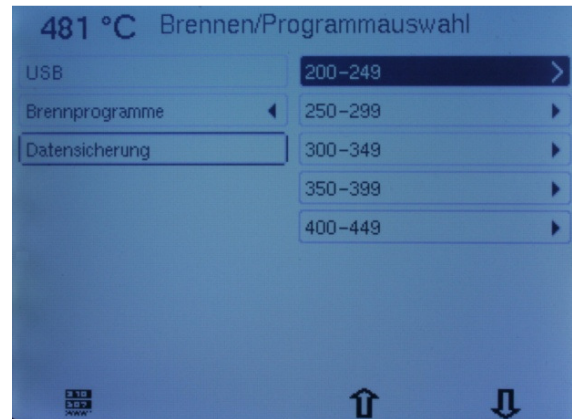 481 °C Brennen/Programmauswahl
USB
Brennprogramme
Datensicherung
200-249
250-299
300-349
350-399
400-449